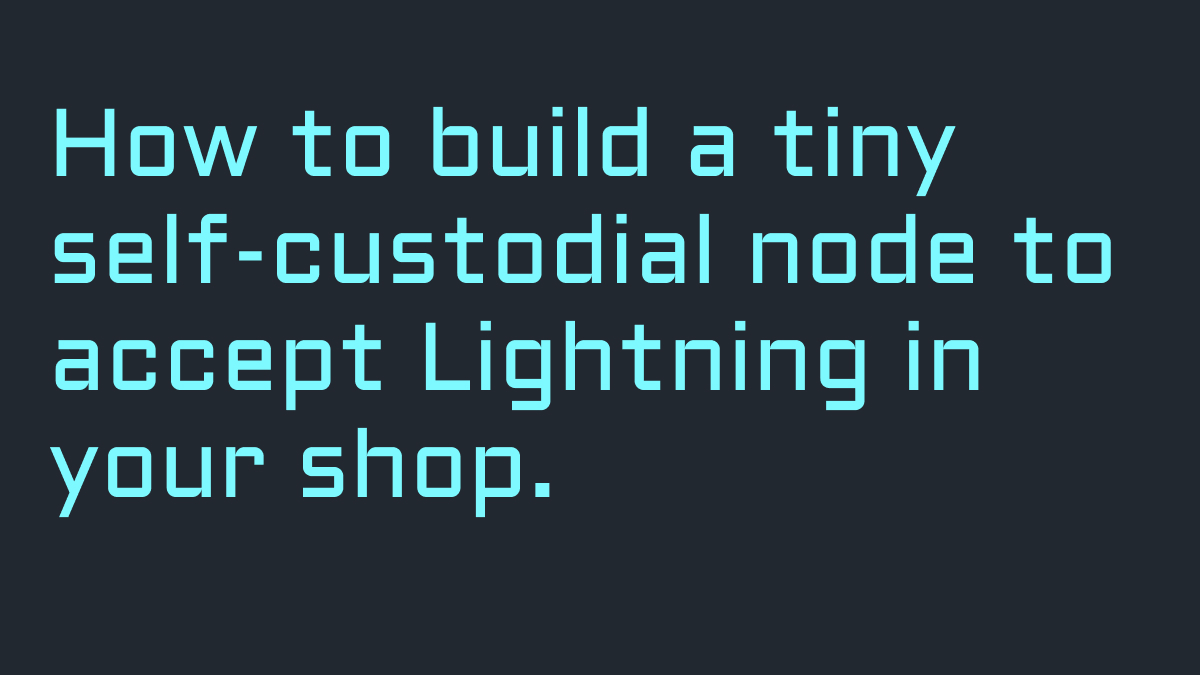 How to build a tiny
self-custodial node to
accept Lightning in
your shop.